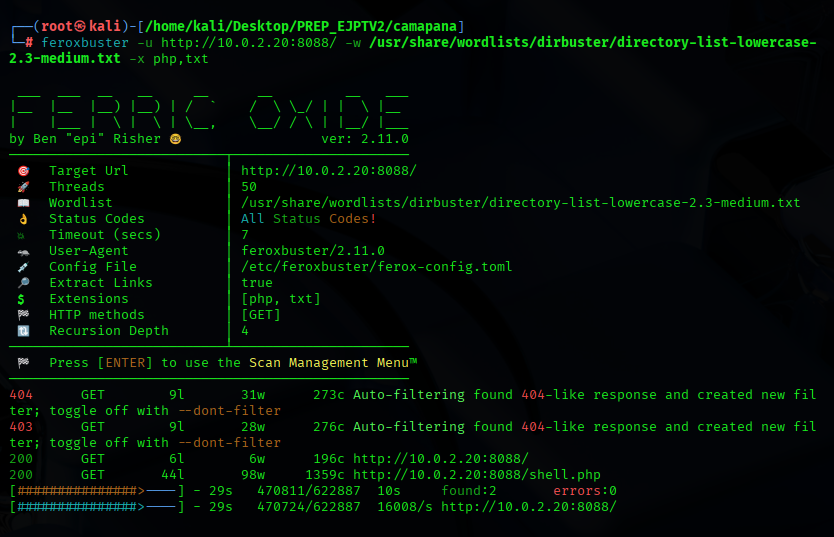 ┌──(root㉿kali)-[/home/kali/Desktop/PREP_EJPTV2/camapana]
└─# feroxbuster -u http://10.0.2.20:8088/ -w /usr/share/wordlists/dirbuster/directory-list-lowercase-
2.3-medium.txt -x php,txt
FERRIC OXIDE
by Ben "epi" Risher 🤓 ver: 2.11.0
🎯 Target Url │ http://10.0.2.20:8088/
🚀 Threads │ 50
📖 Wordlist │ /usr/share/wordlists/dirbuster/directory-list-lowercase-2.3-medium.txt
👌 Status Codes │ All Status Codes!
💥 Timeout (secs) │ 7
🦡 User-Agent │ feroxbuster/2.11.0
💉 Config File │ /etc/feroxbuster/ferox-config.toml
🔎 Extract Links │ true
💲 Extensions │ [php, txt]
🏁 HTTP methods │ [GET]
🔃 Recursion Depth │ 4
🏁 Press [ENTER] to use the Scan Management Menu™
404 GET 9l 31w 273c Auto-filtering found 404-like response and created new fil
ter; toggle off with --dont-filter
403 GET 9l 28w 276c Auto-filtering found 404-like response and created new fil
ter; toggle off with --dont-filter
200 GET 6l 6w 196c http://10.0.2.20:8088/
200 GET 44l 98w 1359c http://10.0.2.20:8088/shell.php
[###############>----] - 29s 470811/622887 10s found:2 errors:0
[###############>----] - 29s 470724/622887 16008/s http://10.0.2.20:8088/